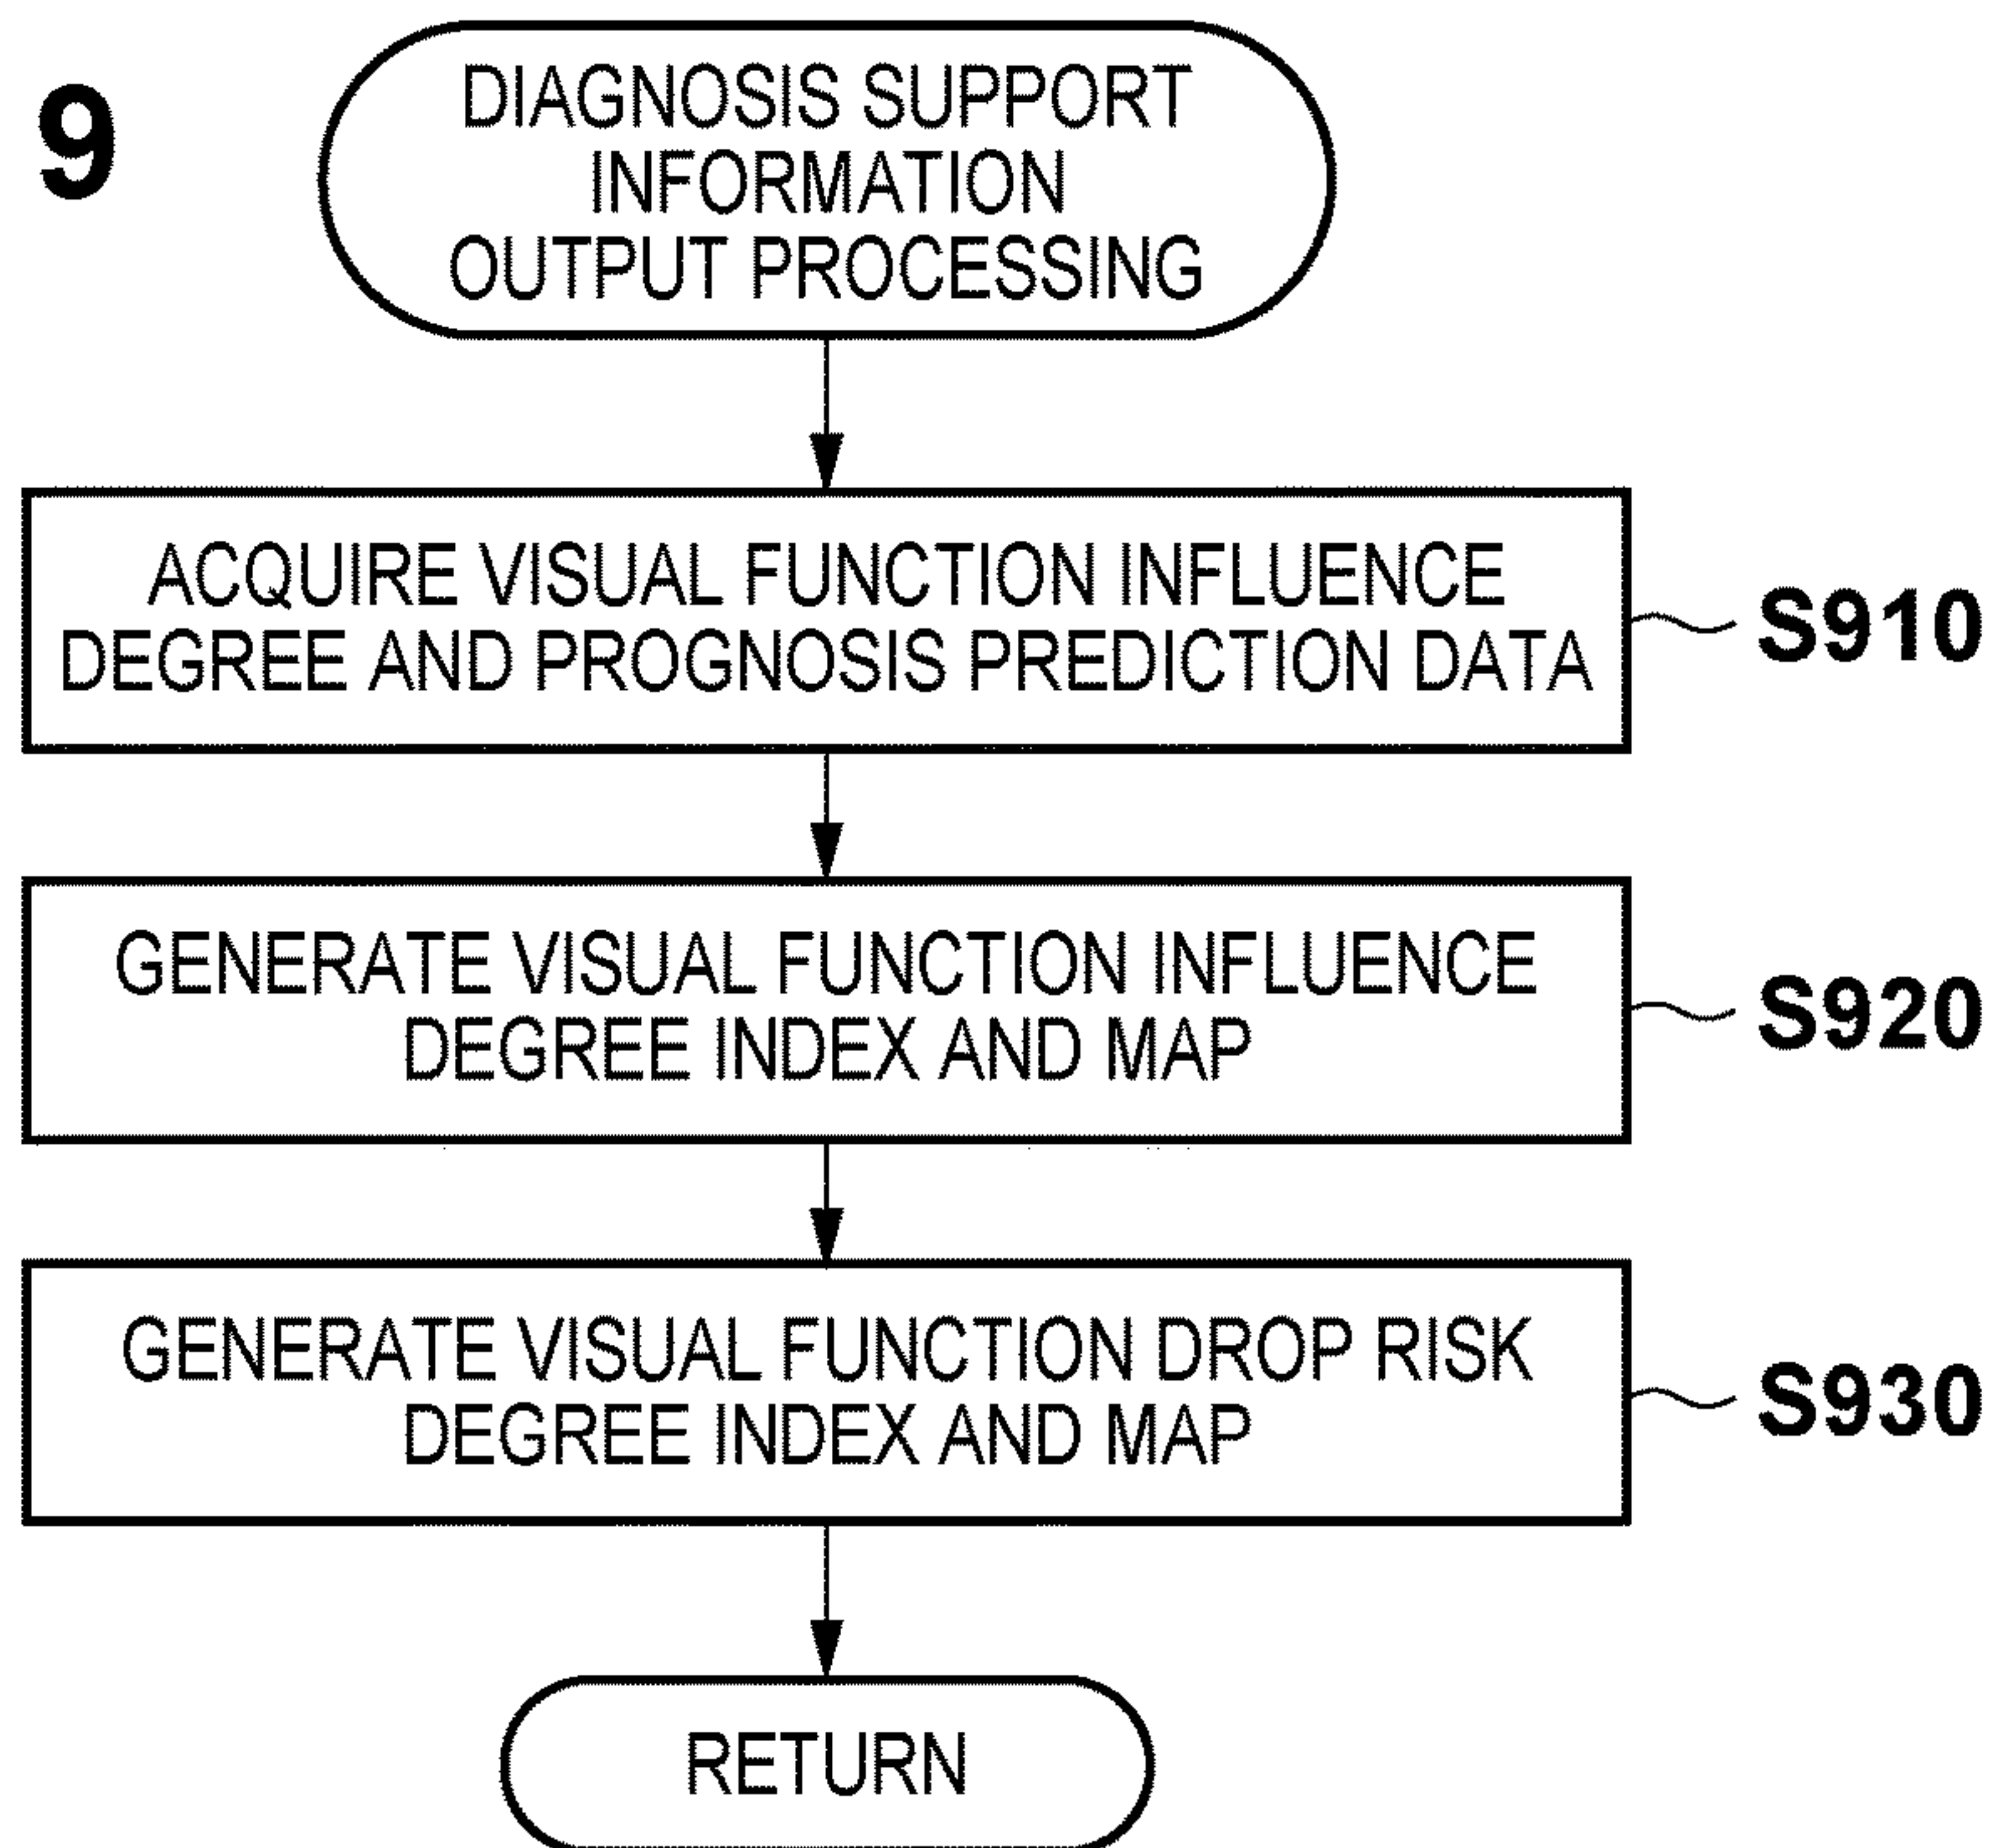 9
DIAGNOSIS SUPPORT
INFORMATION
OUTPUT PROCESSING
ACQUIRE VISUAL FUNCTION INFLUENCE
DEGREE AND PROGNOSIS PREDICTION DATA
S910
GENERATE VISUAL FUNCTION INFLUENCE
DEGREE INDEX AND MAP
S920
GENERATE VISUAL FUNCTION DROP RISK
DEGREE INDEX AND MAP
S930
RETURN